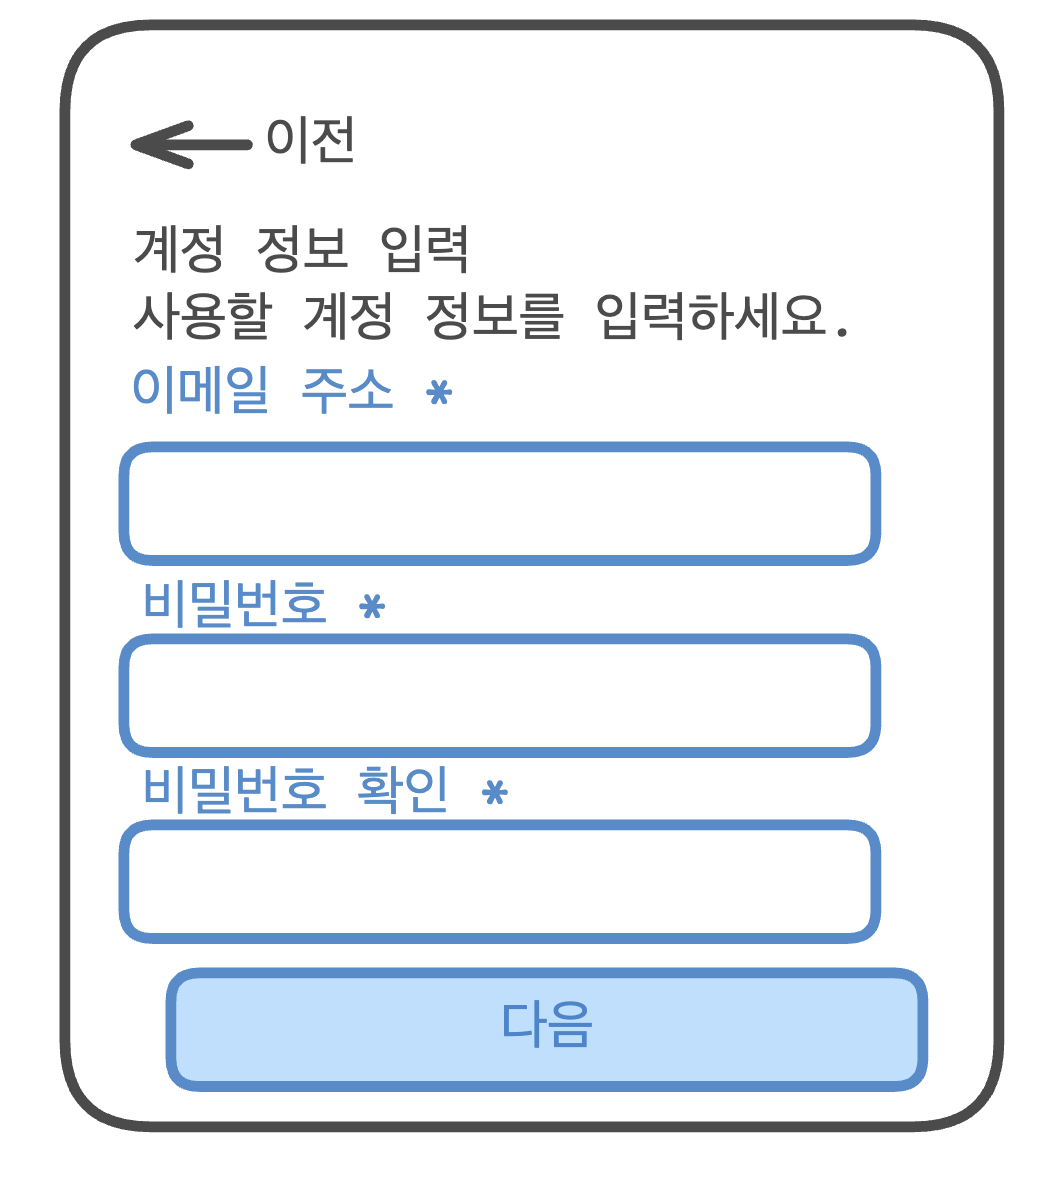 이전
계정 정보 입력
사용할 계정 정보를 입력하세요.
이메일 주소 *
비밀번호 *
비밀번호 확인 *
다음